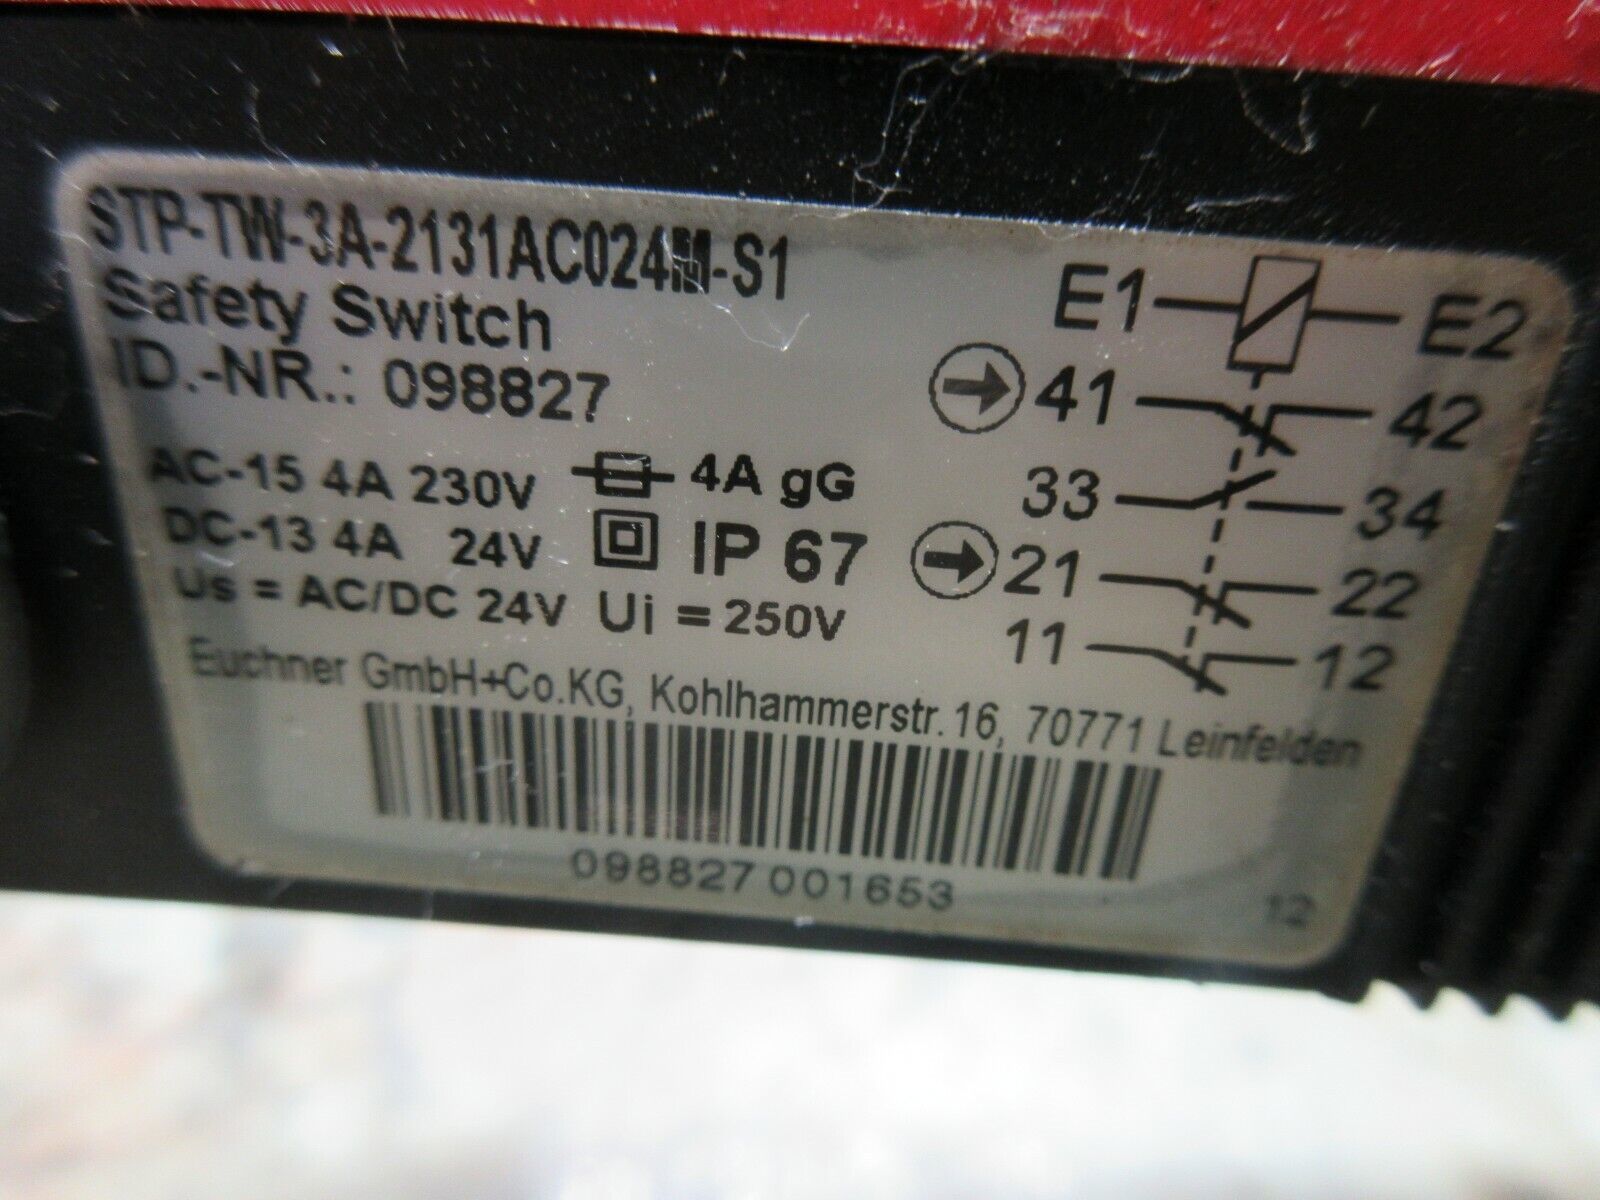 STP-TW-3A-2131AC024M-S1
Safety Switch
ID.-NR.: 098827
AC-15 4A 230V 4A gG
DC-13 4A 24V IP 67
Us = AC/DC 24V Ui = 250V
E1 E2
41 42
33 34
21 22
11 12
Euchner GmbH+Co.KG, Kohlhammerstr.16, 70771 Leinfelden
098827 001653
12